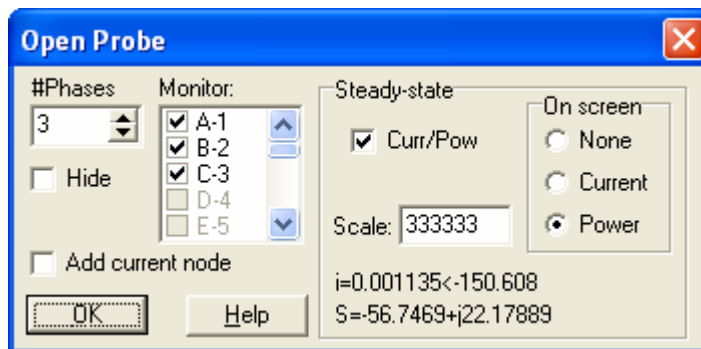 Open Probe
#Phases
3
Hide
Add current node
OK
Help
Monitor:
A-1
B-2
C-3
D-4
E-5
Steady-state
Curr/Pow
Scale: 333333
On screen
None
Current
Power
i=0.001135<-150.608
S=-56.7469+j22.17889